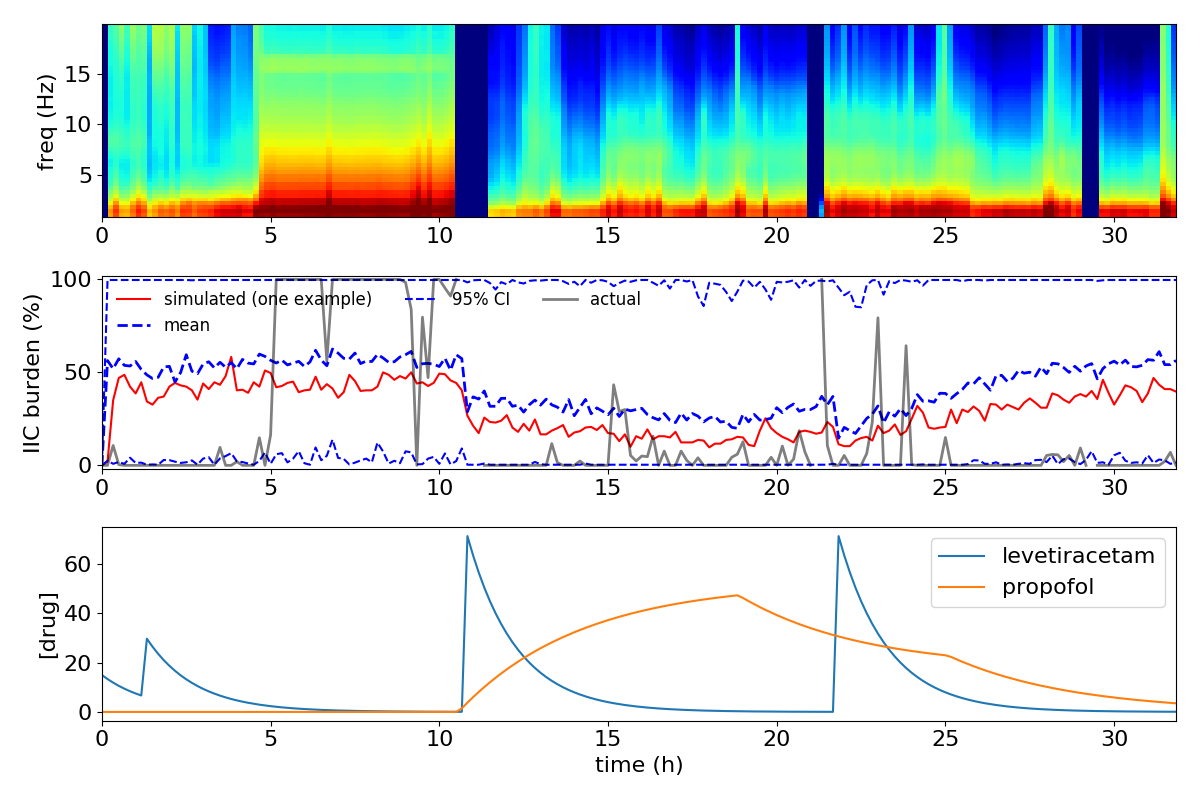 freq (Hz)
15
10
5
0 5 10 15 20 25 30
IIC burden (%)
100
50
0
simulated (one example) 95% CI actual
mean
0 5 10 15 20 25 30
[drug]
60
40
20
0
levetiracetam
propofol
0 5 10 15 20 25 30
time (h)